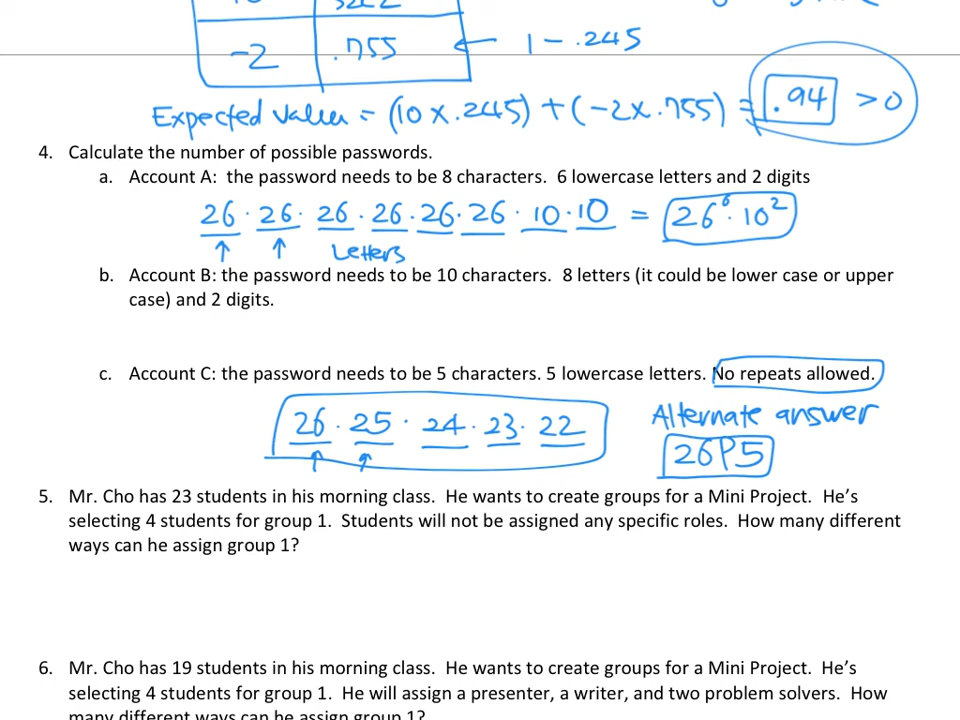 -2 .755 ← 1 - .245
Expected value = (10 x .245) + (-2 x .755) = .94 > 0
4. Calculate the number of possible passwords.
a. Account A: the password needs to be 8 characters. 6 lowercase letters and 2 digits
26 · 26 · 26 · 26 · 26 · 26 · 10 · 10 = 26⁶ · 10²
↑ ↑ Letters
b. Account B: the password needs to be 10 characters. 8 letters (it could be lower case or upper
case) and 2 digits.
c. Account C: the password needs to be 5 characters. 5 lowercase letters. No repeats allowed.
26 · 25 · 24 · 23 · 22 Alternate answer
↑ ↑ 26P5
5. Mr. Cho has 23 students in his morning class. He wants to create groups for a Mini Project. He's
selecting 4 students for group 1. Students will not be assigned any specific roles. How many different
ways can he assign group 1?
6. Mr. Cho has 19 students in his morning class. He wants to create groups for a Mini Project. He's
selecting 4 students for group 1. He will assign a presenter, a writer, and two problem solvers. How
many different ways can he assign group 1?